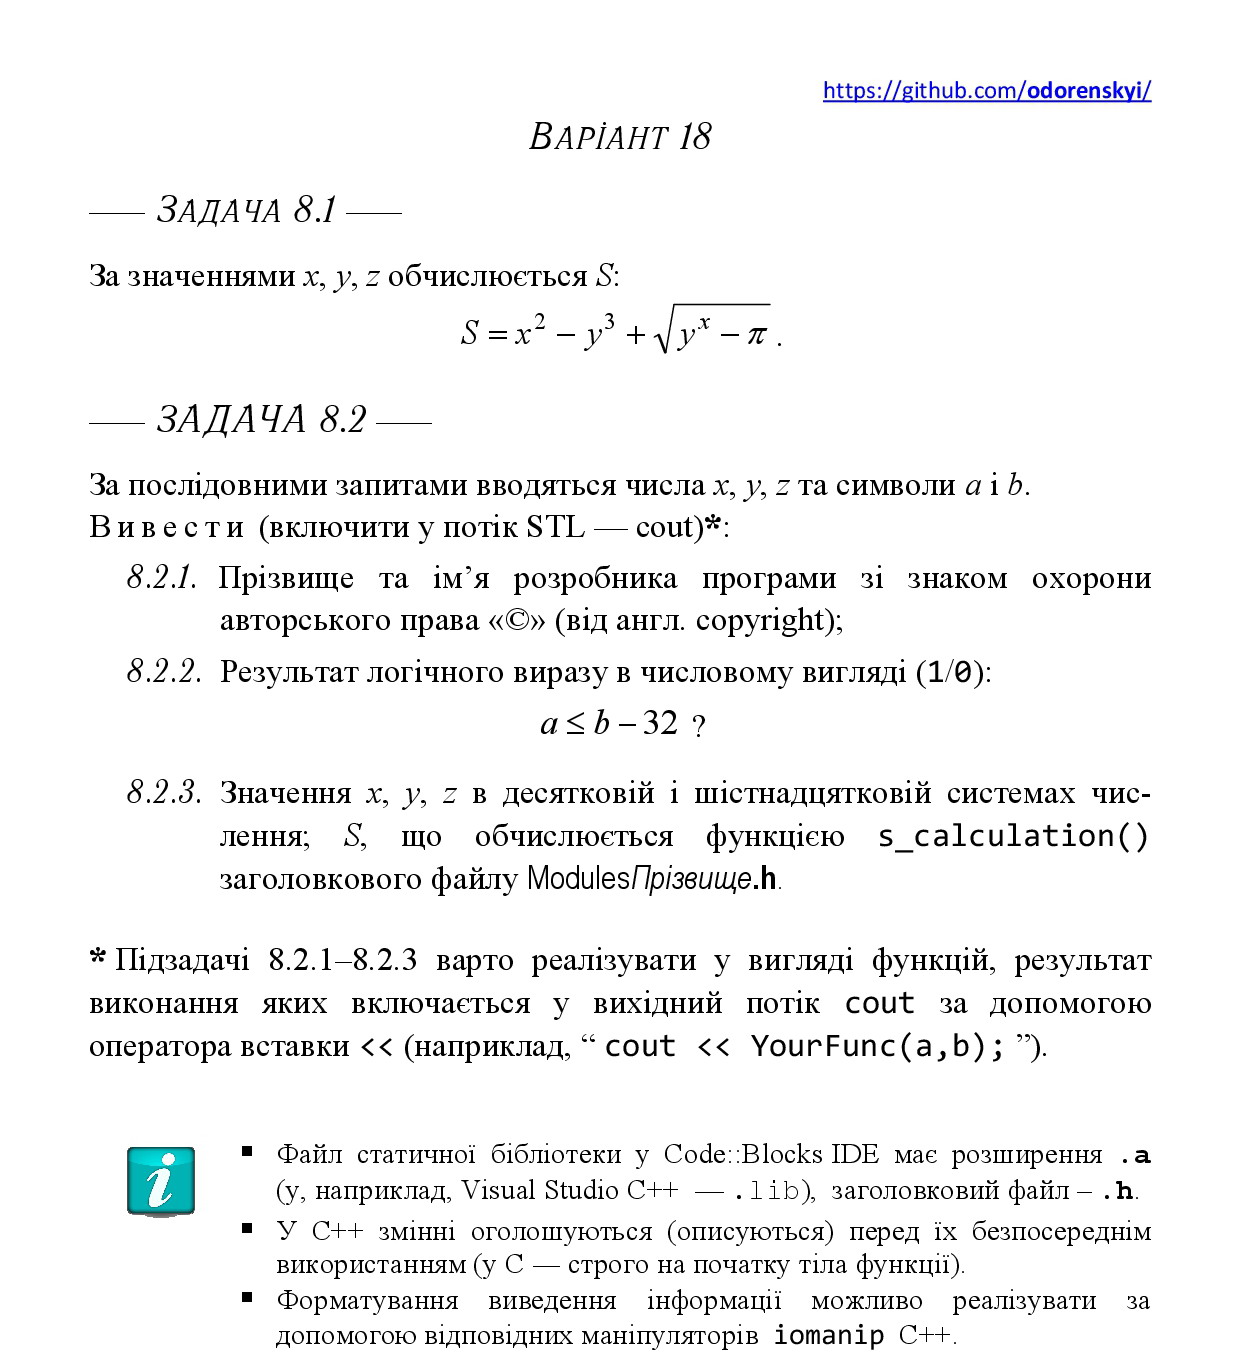 https://github.com/odorenskyi/
ВАРІАНТ 18
—— ЗАДАЧА 8.1 ——
За значеннями x, y, z обчислюється S:
S = x² − y³ + √(yˣ − π) .
—— ЗАДАЧА 8.2 ——
За послідовними запитами вводяться числа x, y, z та символи a і b.
Вивести (включити у потік STL — cout)*:
8.2.1. Прізвище та ім’я розробника програми зі знаком охорони
авторського права «©» (від англ. copyright);
8.2.2. Результат логічного виразу в числовому вигляді (1/0):
a ≤ b − 32 ?
8.2.3. Значення x, y, z в десятковій і шістнадцятковій системах чис-
лення; S, що обчислюється функцією s_calculation()
заголовкового файлу ModulesПрізвище.h.
* Підзадачі 8.2.1–8.2.3 варто реалізувати у вигляді функцій, результат
виконання яких включається у вихідний потік cout за допомогою
оператора вставки << (наприклад, “ cout << YourFunc(a,b); ”).
i
▪ Файл статичної бібліотеки у Code::Blocks IDE має розширення .a
(у, наприклад, Visual Studio C++ — .lib), заголовковий файл – .h.
▪ У C++ змінні оголошуються (описуються) перед їх безпосереднім
використанням (у C — строго на початку тіла функції).
▪ Форматування виведення інформації можливо реалізувати за
допомогою відповідних маніпуляторів iomanip C++.